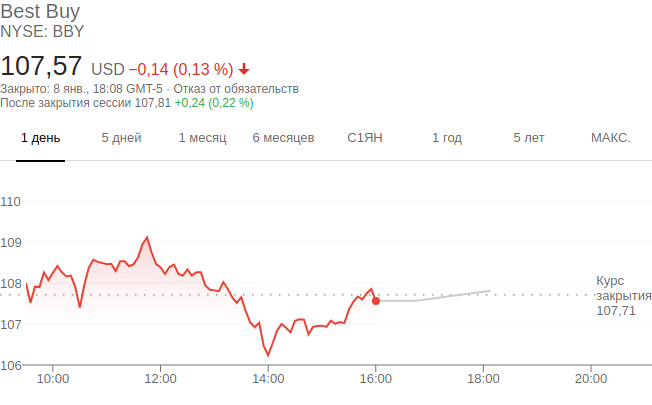 Best Buy
NYSE: BBY
107,57 USD −0,14 (0,13 %)
Закрыто: 8 янв., 18:08 GMT-5 · Отказ от обязательств
После закрытия сессии 107,81 +0,24 (0,22 %)
1 день 5 дней 1 месяц 6 месяцев С1ЯН 1 год 5 лет МАКС.
110
109
108
107
106
Курс
закрытия
107,71
10:00 12:00 14:00 16:00 18:00 20:00